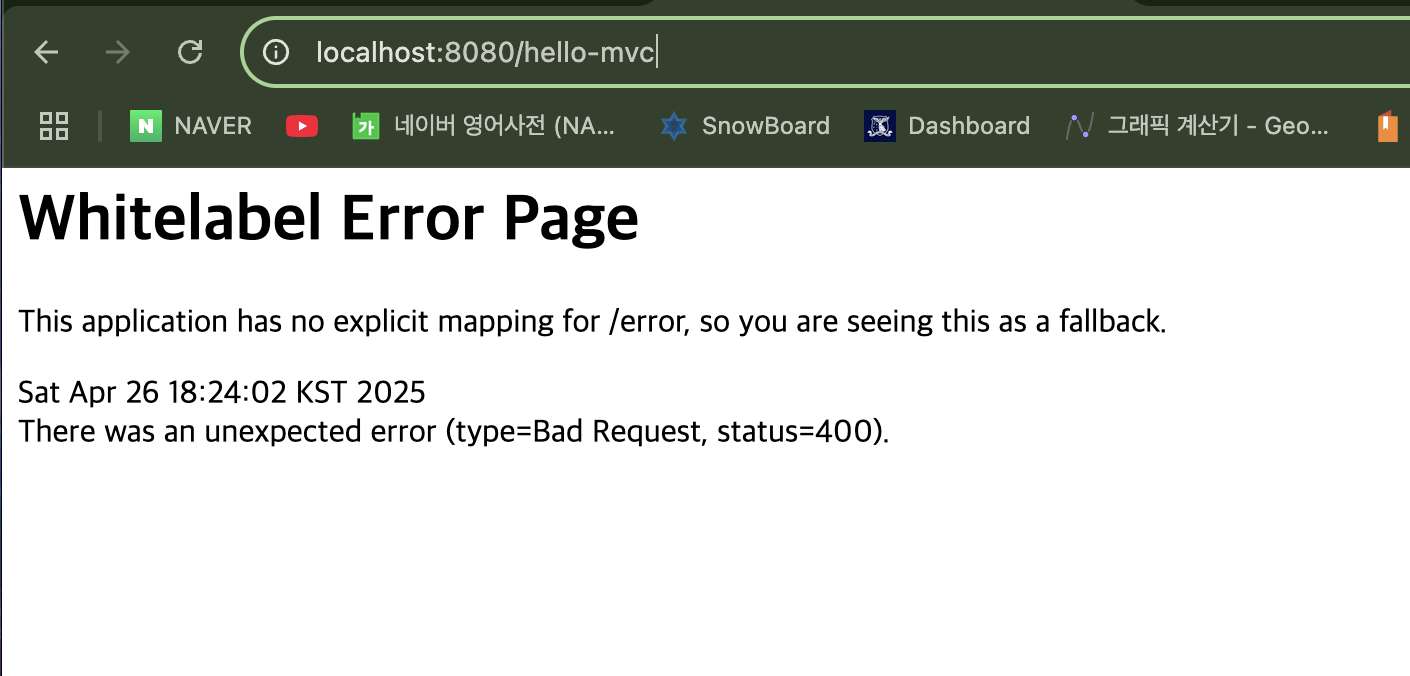 localhost:8080/hello-mvc
N NAVER 가 네이버 영어사전 (NA... SnowBoard Dashboard 그래픽 계산기 - Geo...
Whitelabel Error Page
This application has no explicit mapping for /error, so you are seeing this as a fallback.
Sat Apr 26 18:24:02 KST 2025
There was an unexpected error (type=Bad Request, status=400).